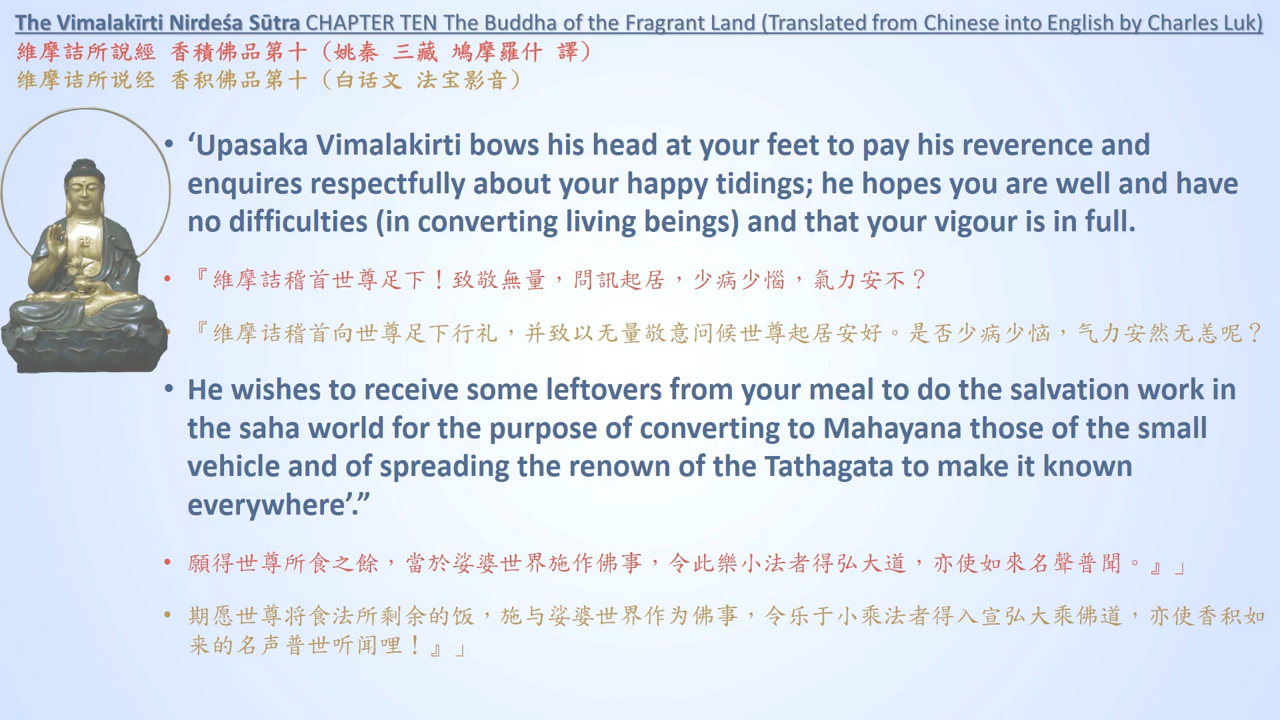 The Vimalakīrti Nirdeśa Sūtra CHAPTER TEN The Buddha of the Fragrant Land (Translated from Chinese into English by Charles Luk)
維摩詰所說經 香積佛品第十（姚秦 三藏 鳩摩羅什 譯）
维摩诘所说经 香积佛品第十（白话文 法宝影音）
• ‘Upasaka Vimalakirti bows his head at your feet to pay his reverence and
enquires respectfully about your happy tidings; he hopes you are well and have
no difficulties (in converting living beings) and that your vigour is in full.
• 『維摩詰稽首世尊足下！致敬無量，問訊起居，少病少惱，氣力安不？
• 『维摩诘稽首向世尊足下行礼，并致以无量敬意问候世尊起居安好。是否少病少恼，气力安然无恙呢？
• He wishes to receive some leftovers from your meal to do the salvation work in
the saha world for the purpose of converting to Mahayana those of the small
vehicle and of spreading the renown of the Tathagata to make it known
everywhere’.”
• 願得世尊所食之餘，當於娑婆世界施作佛事，令此樂小法者得弘大道，亦使如來名聲普聞。』」
• 期愿世尊将食法所剩余的饭，施与娑婆世界作为佛事，令乐于小乘法者得入宣弘大乘佛道，亦使香积如
来的名声普世听闻哩！』」